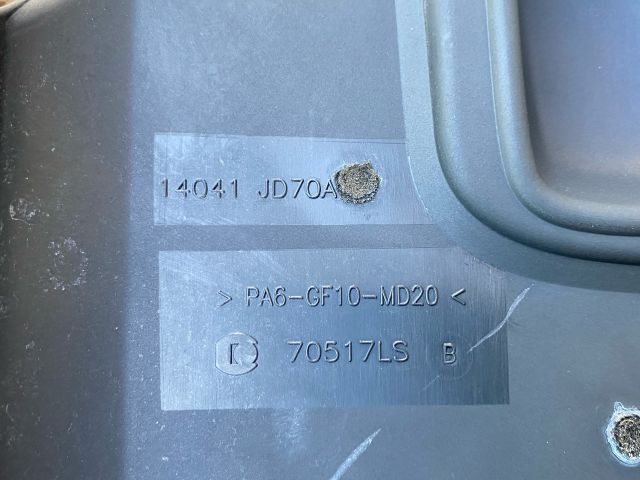 14041 JD70A
> PA6-GF10-MD20 <
K 70517LS B